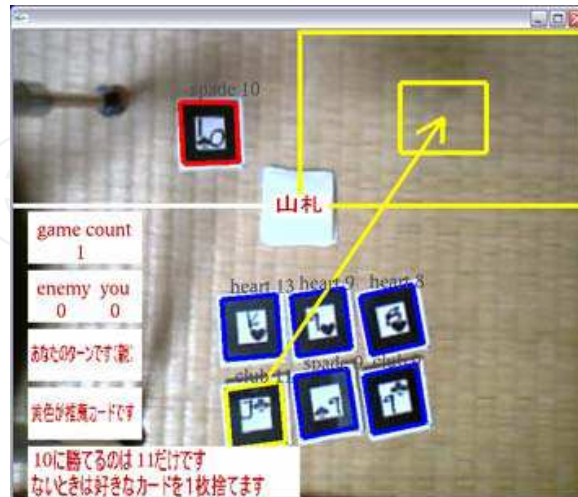 spade 10
山札
game count
1
enemy you
0 0
heart 13 heart 9 heart 8
club 11 spade 9
あなたのターンです(親)
黄色が推薦カードです
10に勝てるのは 11だけです
ないときは好きなカードを1枚捨てます